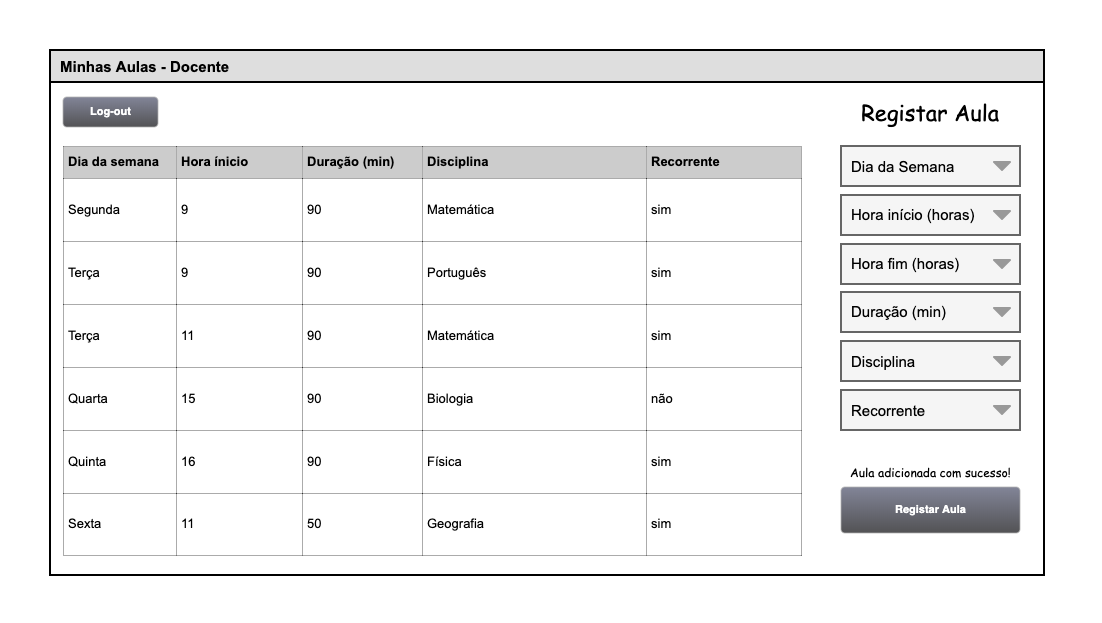 Minhas Aulas - Docente
Log-out
Registar Aula
Dia da semana Hora ínicio Duração (min) Disciplina Recorrente
Segunda 9 90 Matemática sim
Terça 9 90 Português sim
Terça 11 90 Matemática sim
Quarta 15 90 Biologia não
Quinta 16 90 Física sim
Sexta 11 50 Geografia sim
Dia da Semana
Hora início (horas)
Hora fim (horas)
Duração (min)
Disciplina
Recorrente
Aula adicionada com sucesso!
Registar Aula